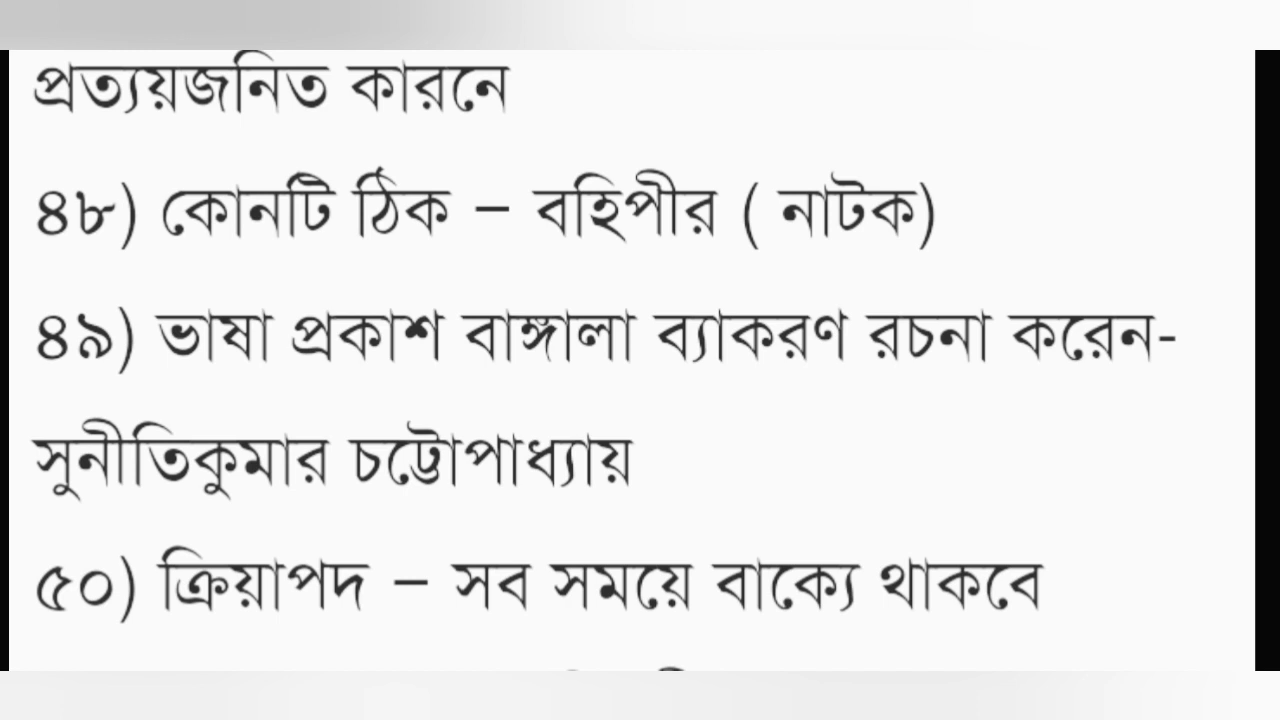 প্রত্যয়জনিত কারনে
৪৮) কোনটি ঠিক – বহিপীর ( নাটক)
৪৯) ভাষা প্রকাশ বাঙ্গালা ব্যাকরণ রচনা করেন-
সুনীতিকুমার চট্টোপাধ্যায়
৫০) ক্রিয়াপদ – সব সময়ে বাক্যে থাকবে